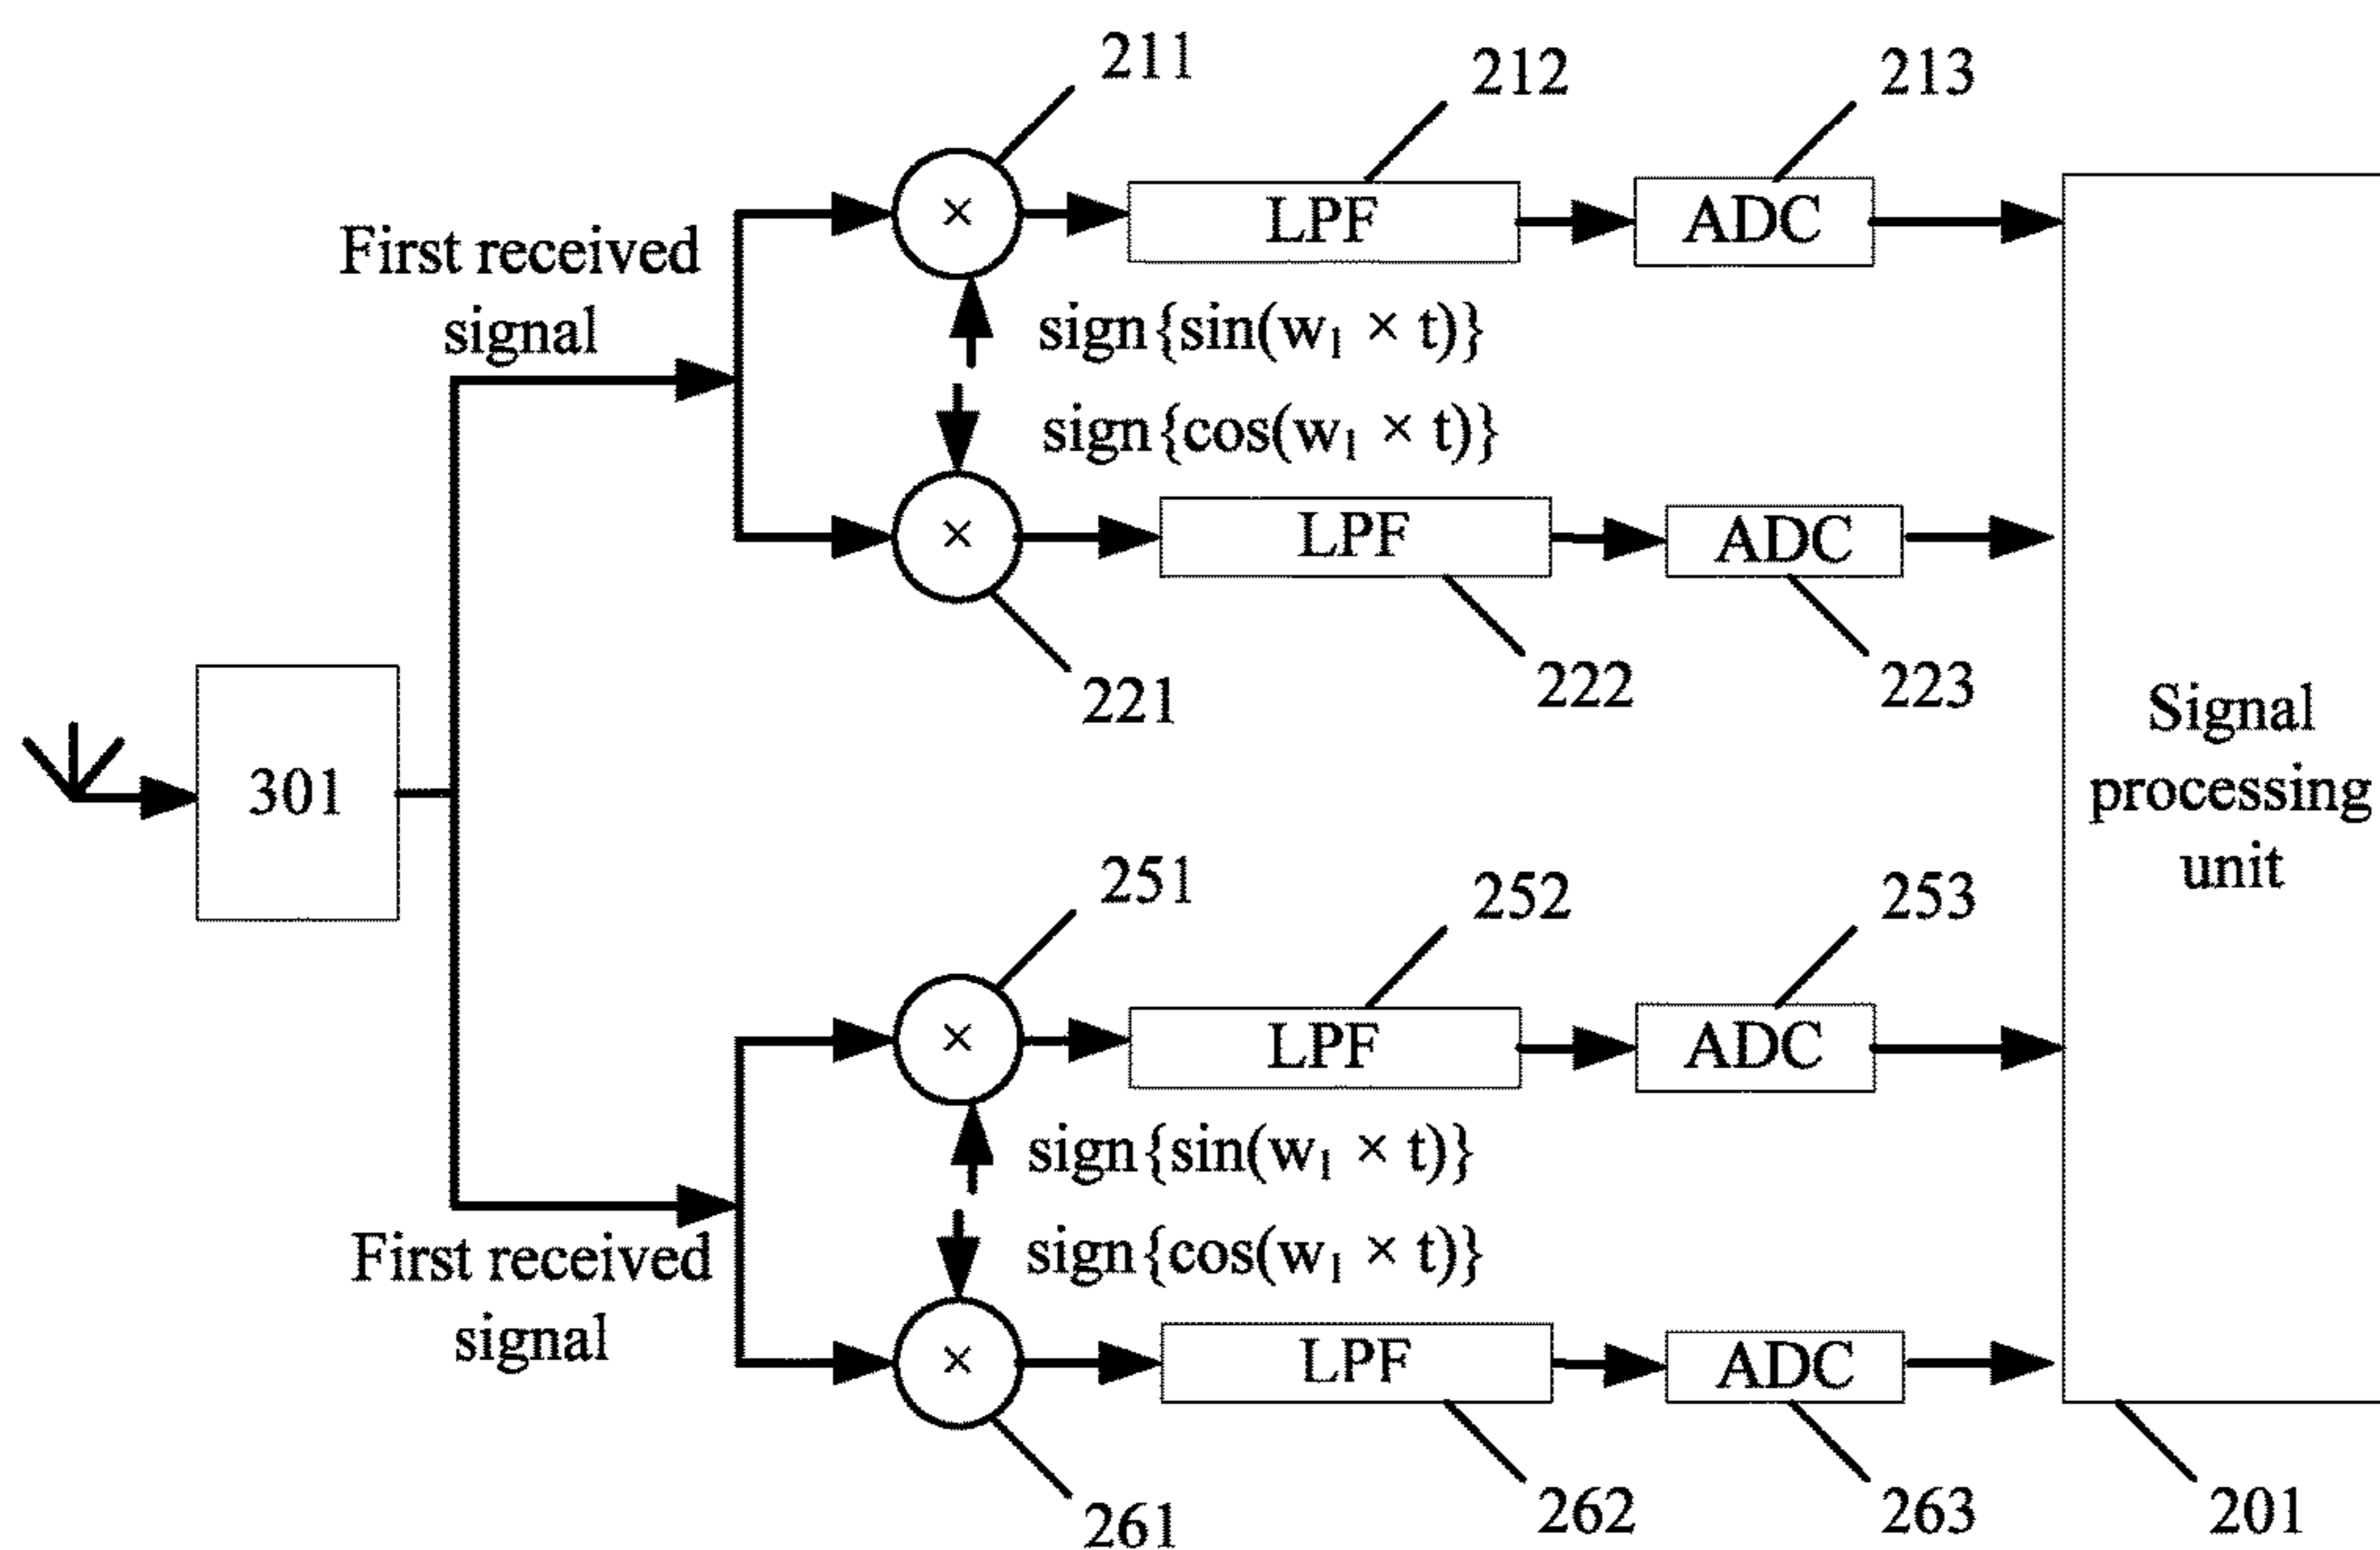 211
212
213
First received
signal
×
LPF
ADC
sign{sin(w₁ × t)}
sign{cos(w₁ × t)}
×
LPF
ADC
221
222
223
301
Signal
processing
unit
251
252
253
×
LPF
ADC
sign{sin(w₁ × t)}
sign{cos(w₁ × t)}
First received
signal
×
LPF
ADC
261
262
263
201